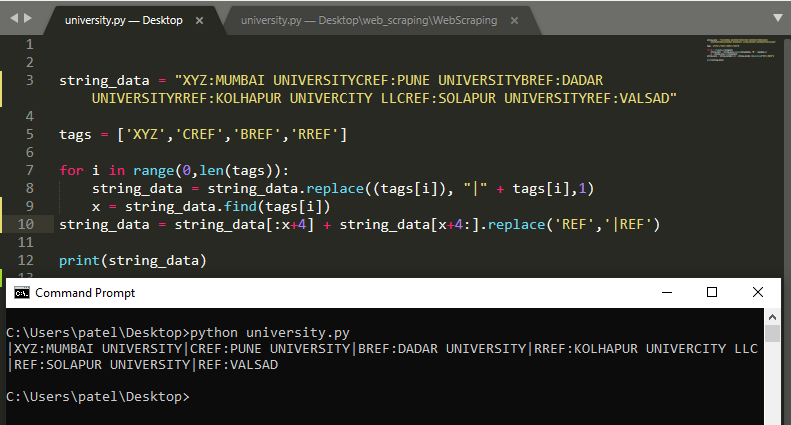 university.py — Desktop
university.py — Desktop\web_scraping\WebScraping
1
2
3 string_data = "XYZ:MUMBAI UNIVERSITYCREF:PUNE UNIVERSITYBREF:DADAR
UNIVERSITYRREF:KOLHAPUR UNIVERCITY LLCREF:SOLAPUR UNIVERSITYREF:VALSAD"
4
5 tags = ['XYZ','CREF','BREF','RREF']
6
7 for i in range(0,len(tags)):
8 string_data = string_data.replace((tags[i]), "|" + tags[i],1)
9 x = string_data.find(tags[i])
10 string_data = string_data[:x+4] + string_data[x+4:].replace('REF','|REF')
11
12 print(string_data)
Command Prompt
C:\Users\patel\Desktop>python university.py
|XYZ:MUMBAI UNIVERSITY|CREF:PUNE UNIVERSITY|BREF:DADAR UNIVERSITY|RREF:KOLHAPUR UNIVERCITY LLC
|REF:SOLAPUR UNIVERSITY|REF:VALSAD
C:\Users\patel\Desktop>